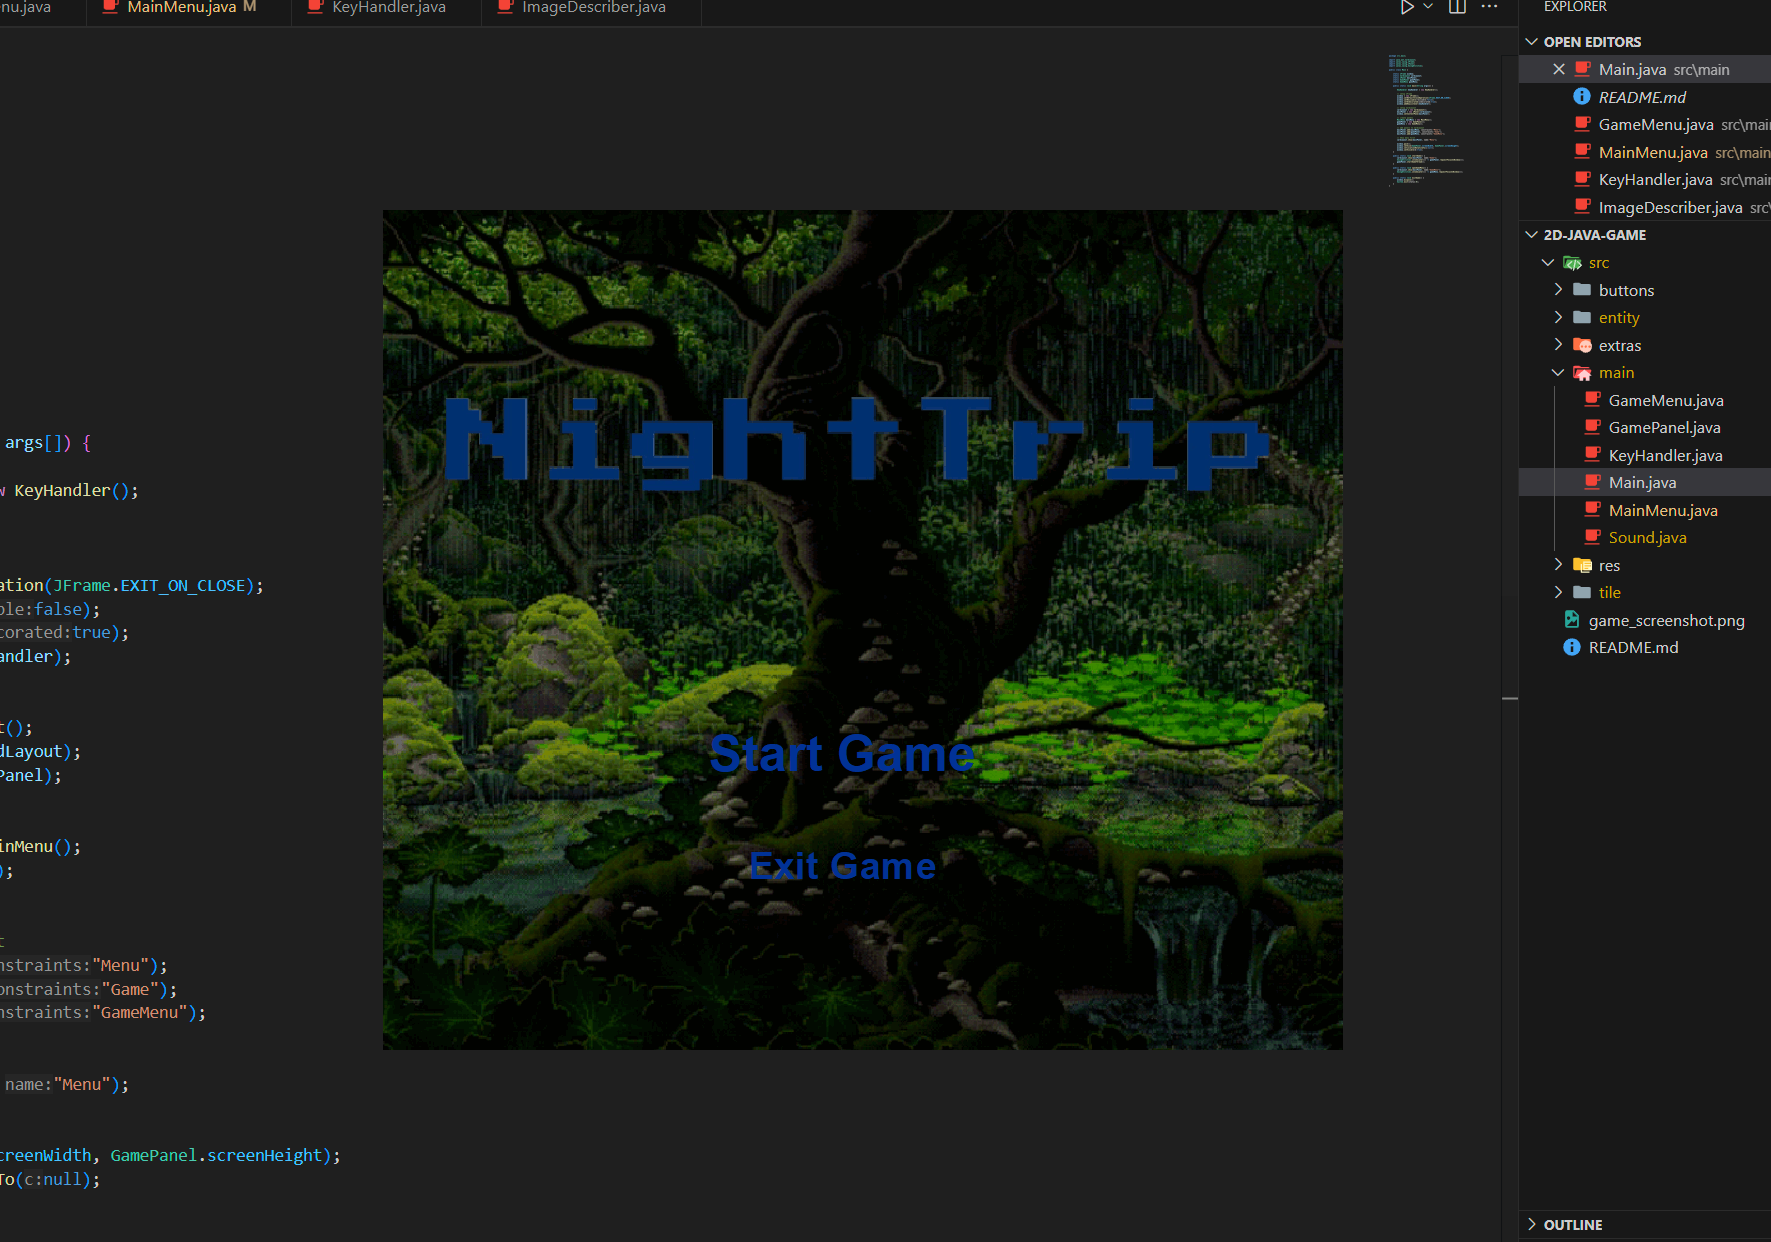 nu.java
MainMenu.java M
KeyHandler.java
ImageDescriber.java
args[]) {
KeyHandler();
ation(JFrame.EXIT_ON_CLOSE);
ble:false);
corated:true);
andler);
t();
dLayout);
Panel);
inMenu();
);
nstraints:"Menu");
onstraints:"Game");
nstraints:"GameMenu");
name:"Menu");
creenWidth, GamePanel.screenHeight);
To(c:null);
NightTrip
Start Game
Exit Game
EXPLORER
OPEN EDITORS
Main.java src\main
README.md
GameMenu.java src\mai
MainMenu.java src\main
KeyHandler.java src\mai
ImageDescriber.java src\
2D-JAVA-GAME
src
buttons
entity
extras
main
GameMenu.java
GamePanel.java
KeyHandler.java
Main.java
MainMenu.java
Sound.java
res
tile
game_screenshot.png
README.md
OUTLINE